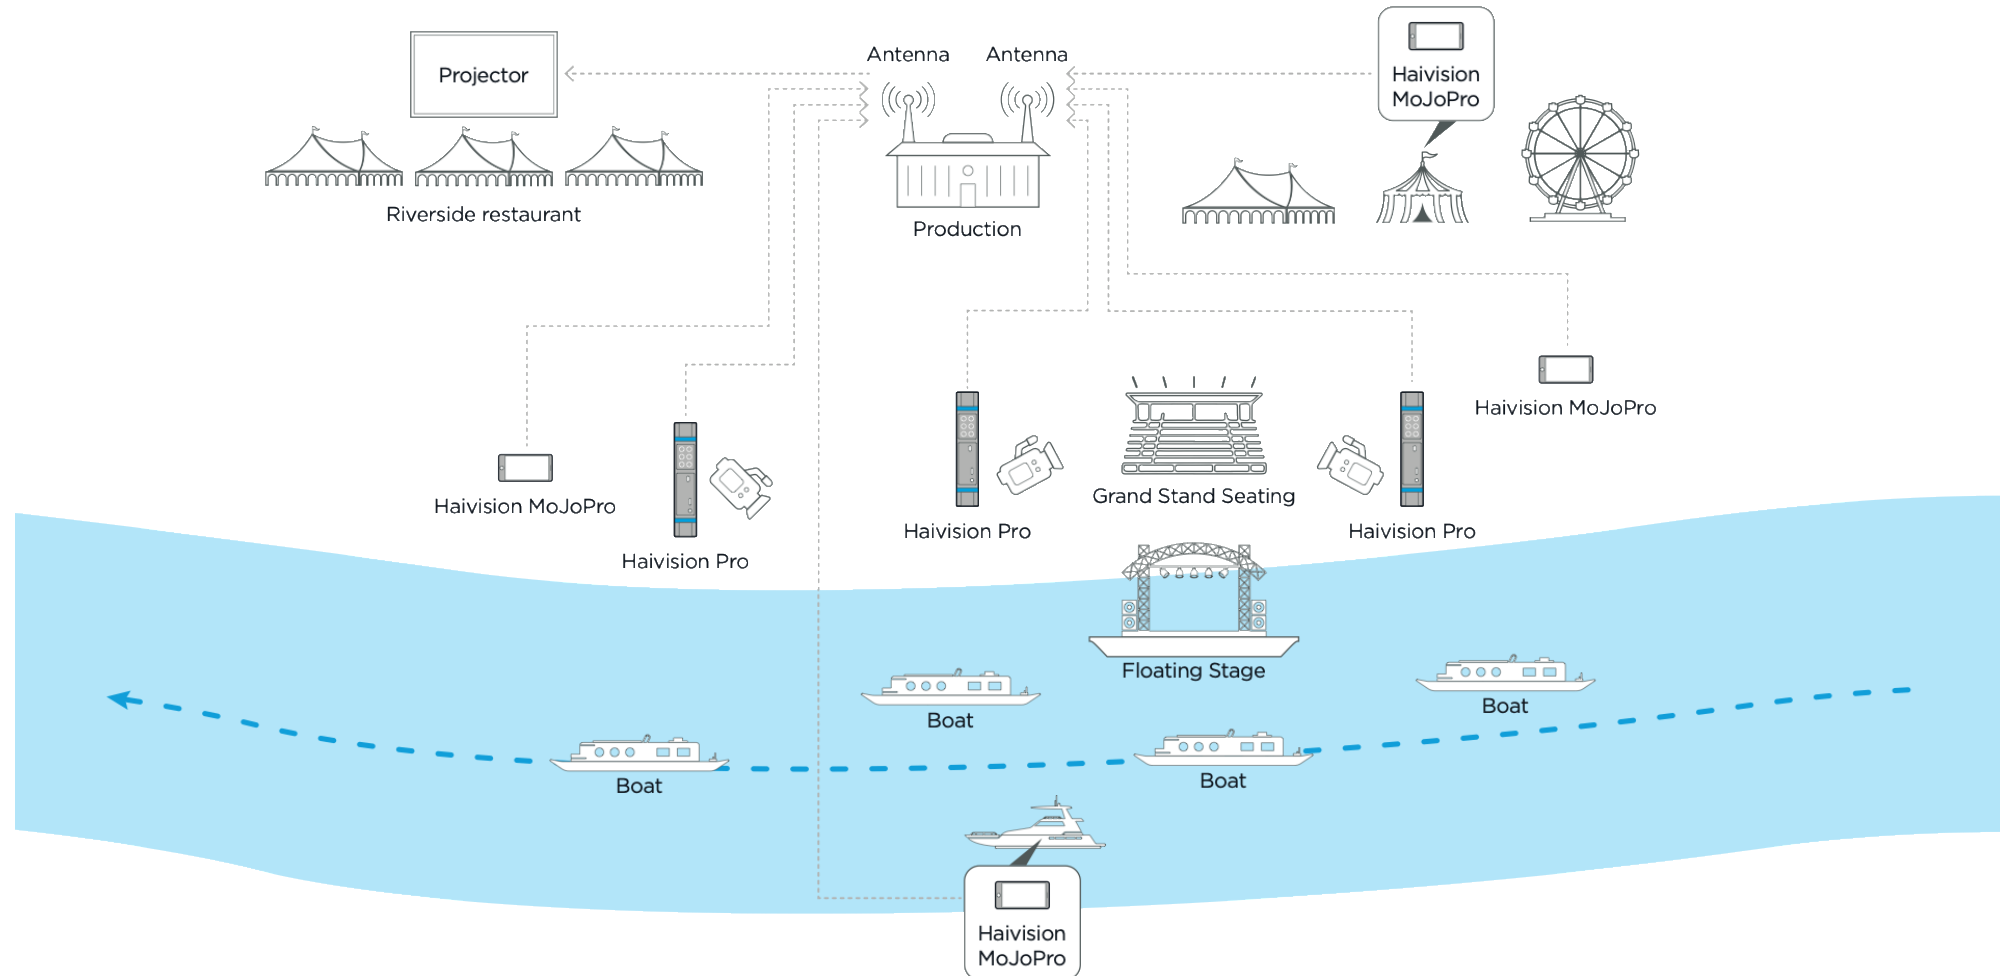 Projector
Antenna
Antenna
Haivision
MoJoPro
Riverside restaurant
Production
Haivision MoJoPro
Haivision MoJoPro
Grand Stand Seating
Haivision Pro
Haivision Pro
Haivision Pro
Floating Stage
Boat
Boat
Boat
Boat
Haivision
MoJoPro